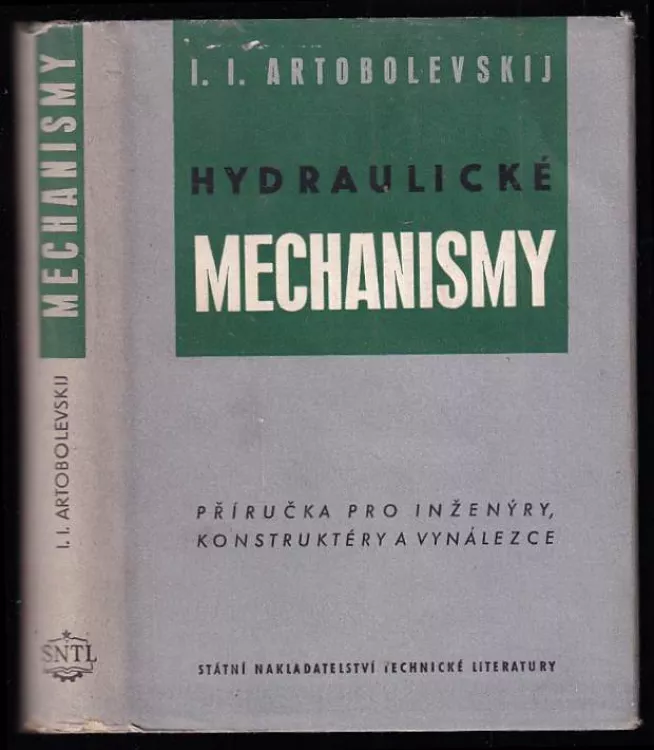 MECHANISMY
I. I. ARTOBOLEVSKIJ
SNTL
I. I. ARTOBOLEVSKIJ
HYDRAULICKÉ
MECHANISMY
PŘÍRUČKA PRO INŽENÝRY,
KONSTRUKTÉRY A VYNÁLEZCE
STÁTNÍ NAKLADATELSTVÍ TECHNICKÉ LITERATURY